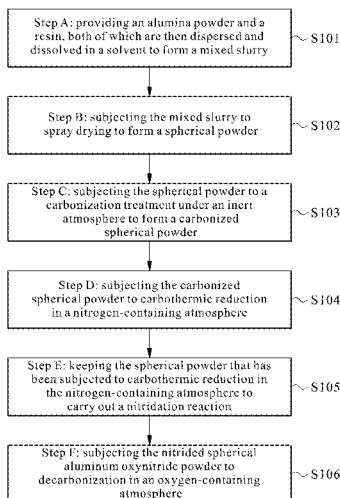 Step A: providing an alumina powder and a
resin, both of which are then dispersed and
dissolved in a solvent to form a mixed slurry
S101
Step B: subjecting the mixed slurry to
spray drying to form a spherical powder
S102
Step C: subjecting the spherical powder to a
carbonization treatment under an inert
atmosphere to form a carbonized
spherical powder
S103
Step D: subjecting the carbonized
spherical powder to carbothermic reduction
in a nitrogen-containing atmosphere
S104
Step E: keeping the spherical powder that has
been subjected to carbothermic reduction in
the nitrogen-containing atmosphere to
carry out a nitridation reaction
S105
Step F: subjecting the nitrided spherical
aluminum oxynitride powder to
decarbonization in an oxygen-containing
atmosphere
S106